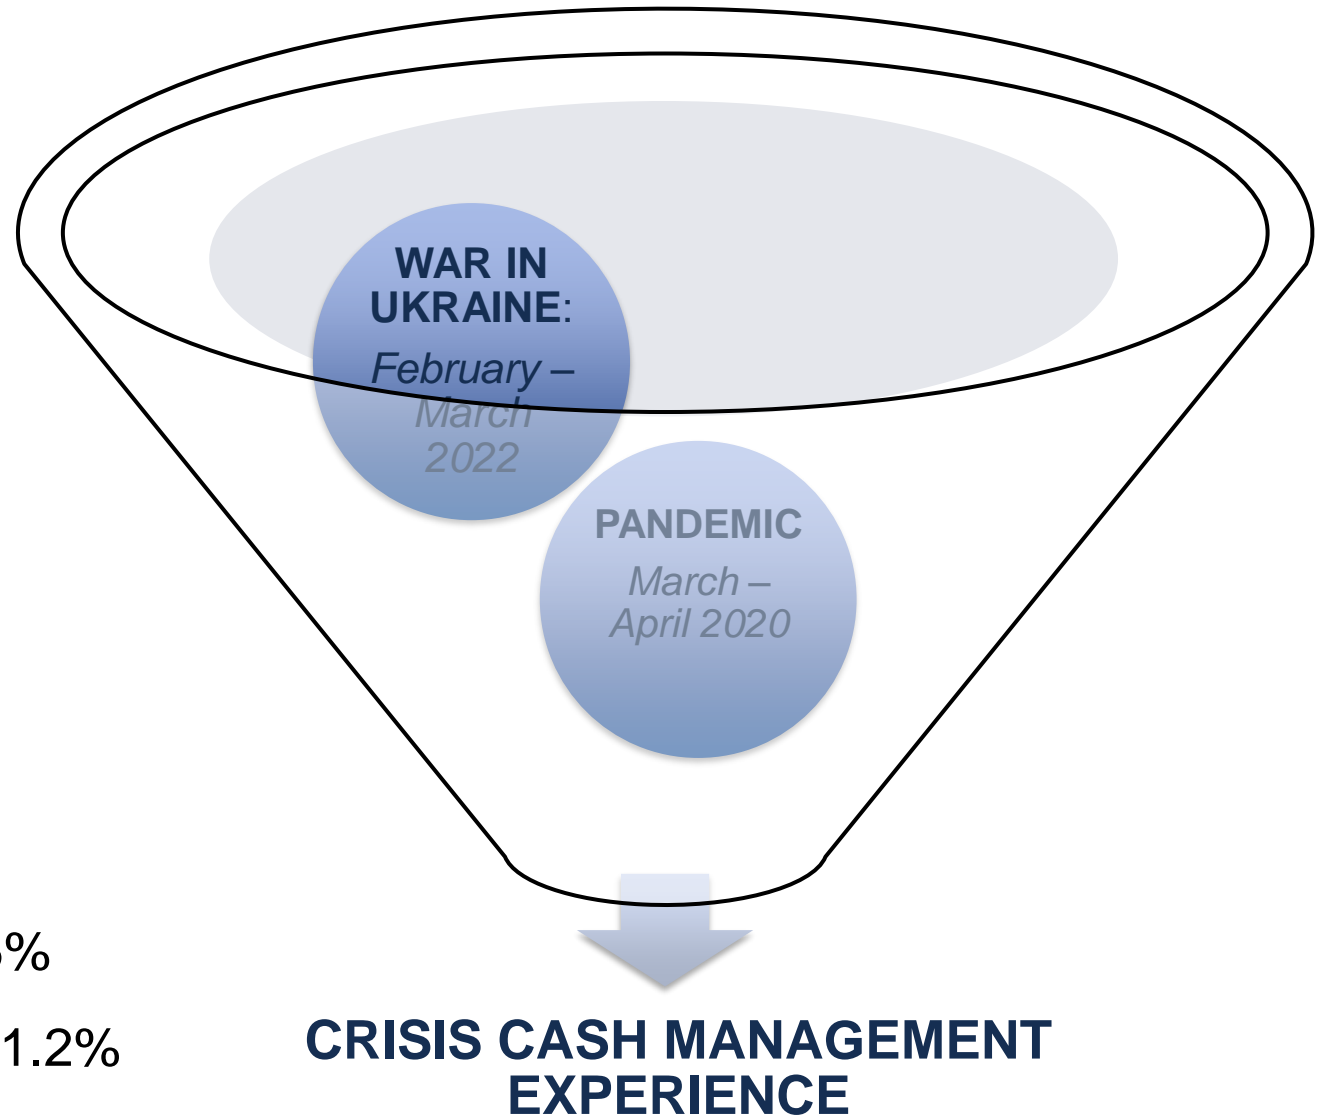 WAR IN
UKRAINE:
February –
March
2022
PANDEMIC
March –
April 2020
%
1.2%
CRISIS CASH MANAGEMENT
EXPERIENCE